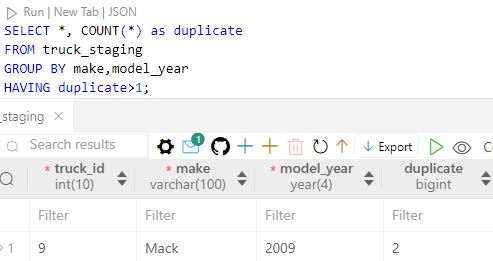 Run | New Tab | JSON
SELECT *, COUNT(*) as duplicate
FROM truck_staging
GROUP BY make,model_year
HAVING duplicate>1;
_staging ×
Search results 1 Export Co
* truck_id * make * model_year duplicate
int(10) varchar(100) year(4) bigint
Filter Filter Filter Filter
1 9 Mack 2009 2